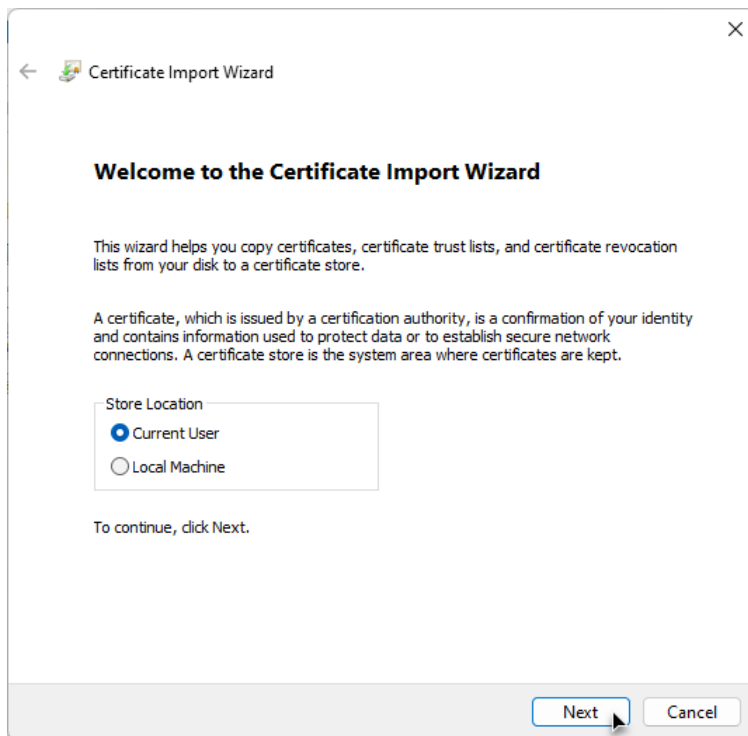 Certificate Import Wizard
Welcome to the Certificate Import Wizard
This wizard helps you copy certificates, certificate trust lists, and certificate revocation
lists from your disk to a certificate store.
A certificate, which is issued by a certification authority, is a confirmation of your identity
and contains information used to protect data or to establish secure network
connections. A certificate store is the system area where certificates are kept.
Store Location
Current User
Local Machine
To continue, click Next.
Next
Cancel